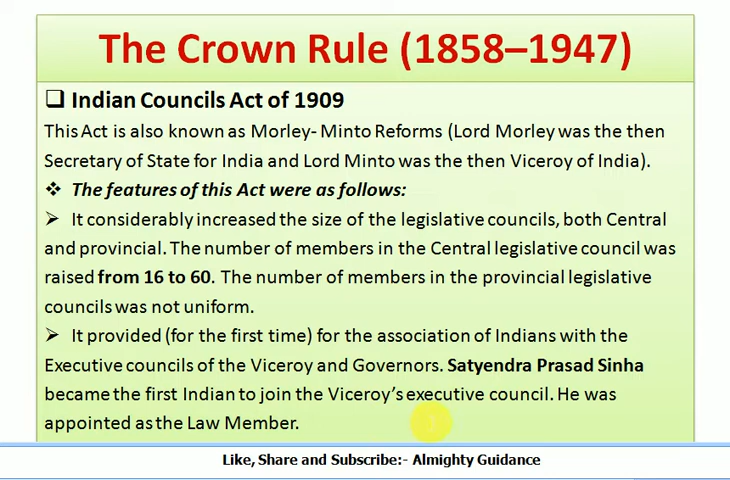 The Crown Rule (1858–1947)
❑ Indian Councils Act of 1909
This Act is also known as Morley- Minto Reforms (Lord Morley was the then
Secretary of State for India and Lord Minto was the then Viceroy of India).
❖ The features of this Act were as follows:
➢ It considerably increased the size of the legislative councils, both Central
and provincial. The number of members in the Central legislative council was
raised from 16 to 60. The number of members in the provincial legislative
councils was not uniform.
➢ It provided (for the first time) for the association of Indians with the
Executive councils of the Viceroy and Governors. Satyendra Prasad Sinha
became the first Indian to join the Viceroy’s executive council. He was
appointed as the Law Member.
Like, Share and Subscribe:- Almighty Guidance